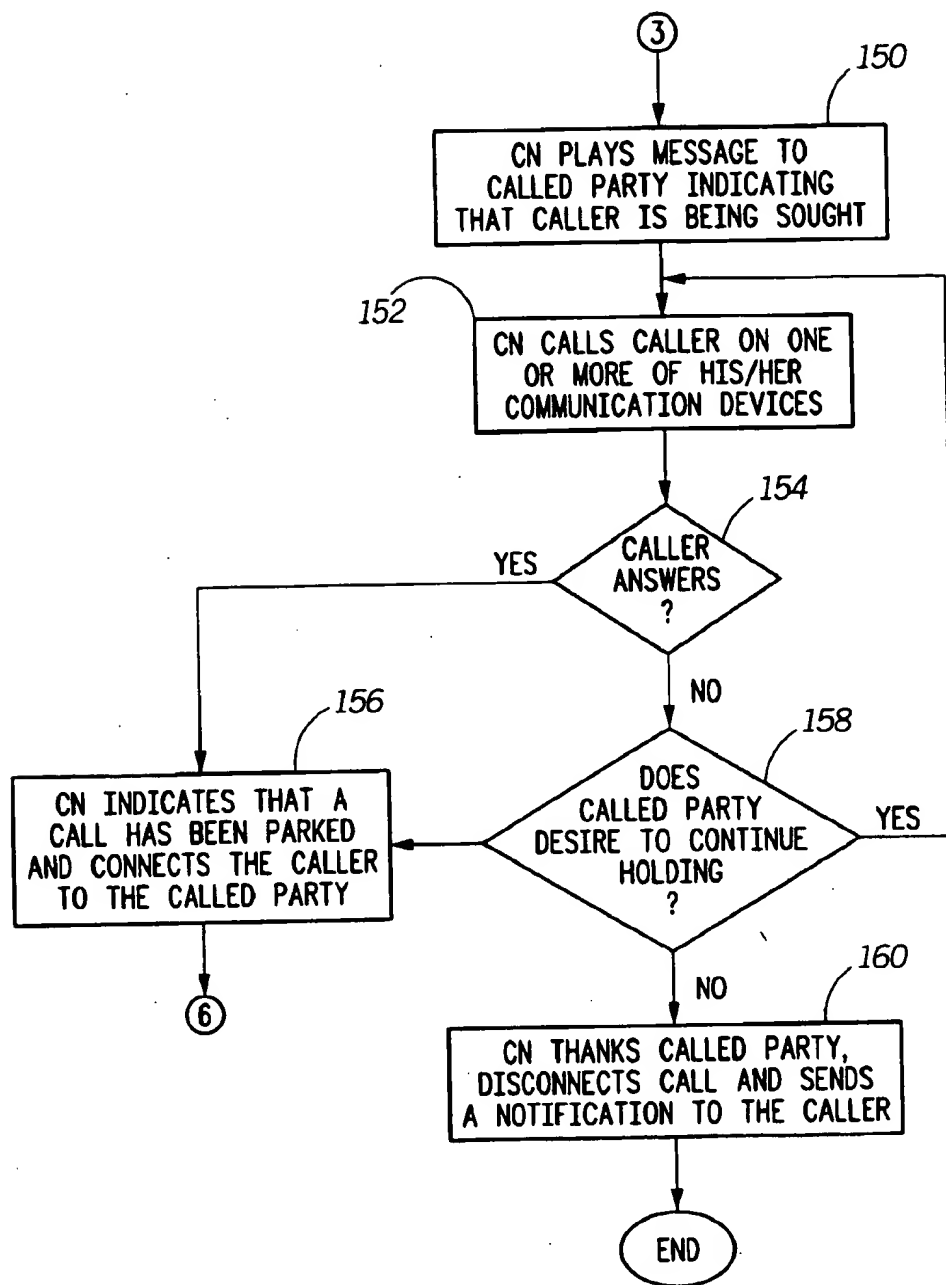 3
150
CN PLAYS MESSAGE TO
CALLED PARTY INDICATING
THAT CALLER IS BEING SOUGHT
152
CN CALLS CALLER ON ONE
OR MORE OF HIS/HER
COMMUNICATION DEVICES
154
CALLER
ANSWERS
?
YES
NO
156
CN INDICATES THAT A
CALL HAS BEEN PARKED
AND CONNECTS THE CALLER
TO THE CALLED PARTY
6
158
DOES
CALLED PARTY
DESIRE TO CONTINUE
HOLDING
?
YES
NO
160
CN THANKS CALLED PARTY,
DISCONNECTS CALL AND SENDS
A NOTIFICATION TO THE CALLER
END